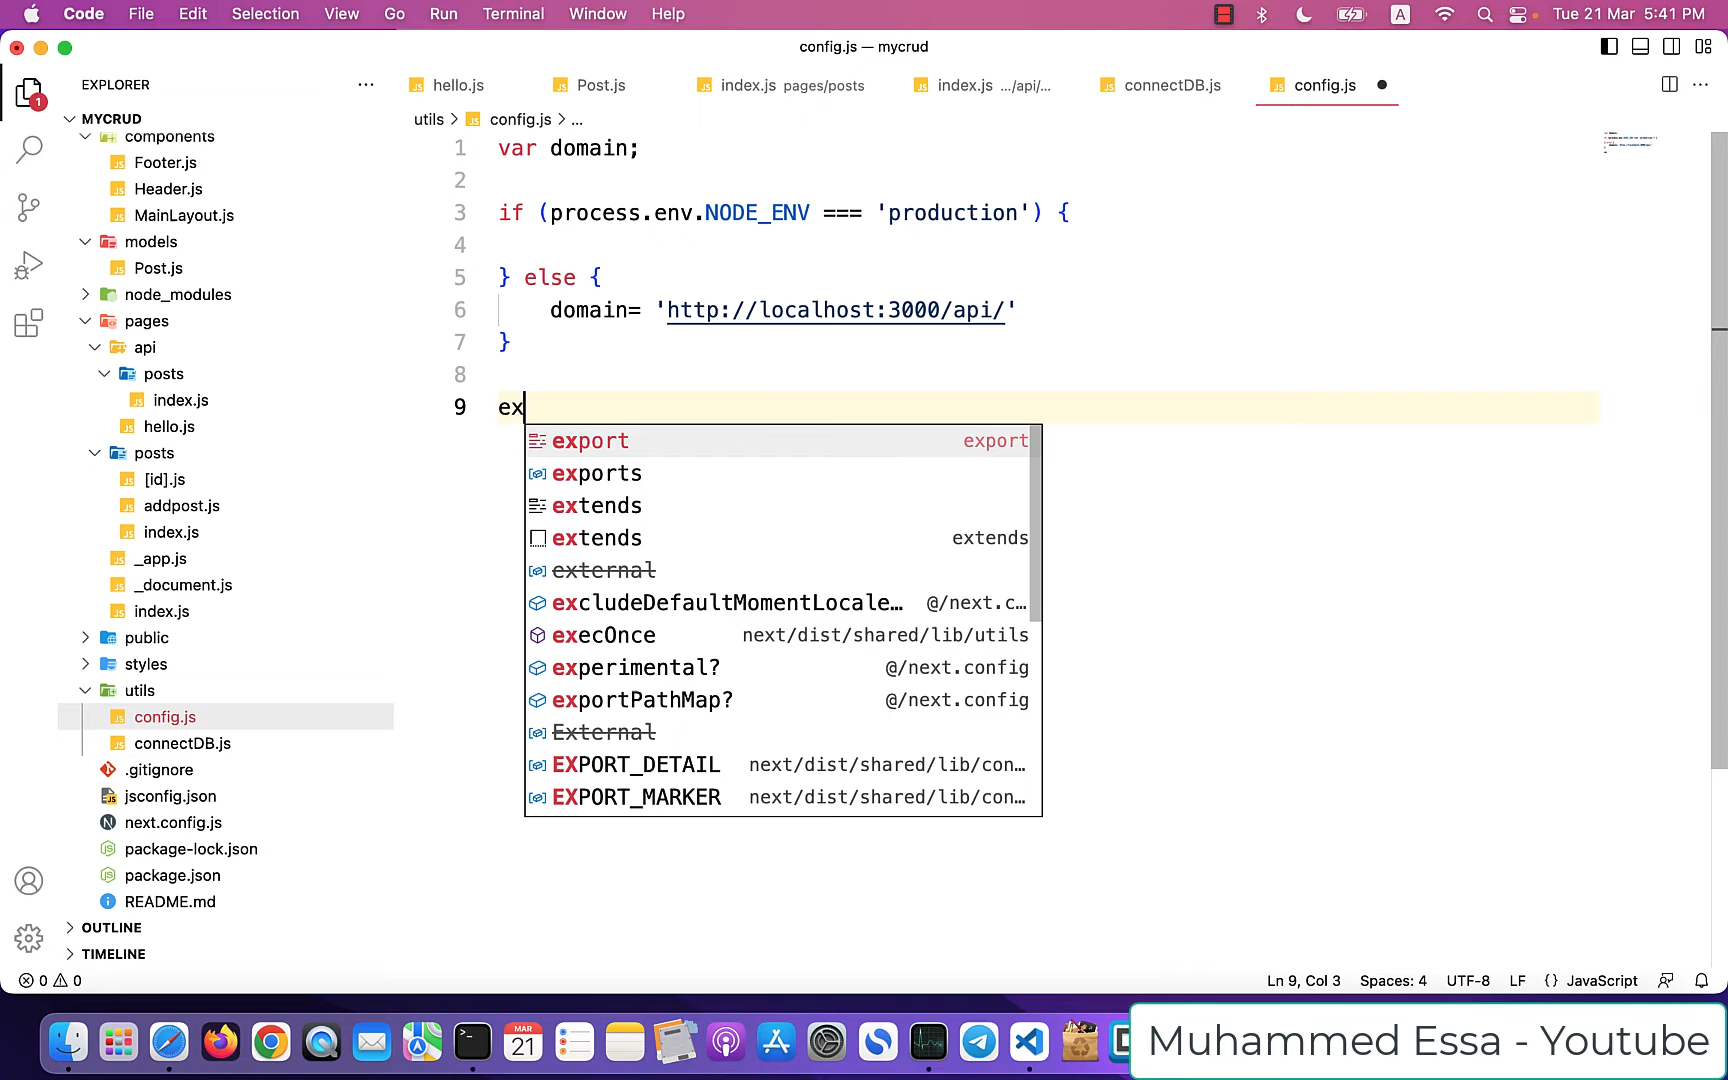 Code File Edit Selection View Go Run Terminal Window Help A Tue 21 Mar 5:41 PM
config.js — mycrud
EXPLORER
hello.js Post.js index.js pages/posts index.js .../api/... connectDB.js config.js
1
MYCRUD
utils > config.js > ...
components
Footer.js
Header.js
MainLayout.js
models
Post.js
node_modules
pages
api
posts
index.js
hello.js
posts
[id].js
addpost.js
index.js
_app.js
_document.js
index.js
public
styles
utils
config.js
connectDB.js
.gitignore
jsconfig.json
next.config.js
package-lock.json
package.json
README.md
OUTLINE
TIMELINE
1 var domain;
2
3 if (process.env.NODE_ENV === 'production') {
4
5 } else {
6 domain= 'http://localhost:3000/api/'
7 }
8
9 ex
export export
exports
extends
extends extends
external
excludeDefaultMomentLocale… @/next.c…
execOnce next/dist/shared/lib/utils
experimental? @/next.config
exportPathMap? @/next.config
External
EXPORT_DETAIL next/dist/shared/lib/con…
EXPORT_MARKER next/dist/shared/lib/con…
0 0 Ln 9, Col 3 Spaces: 4 UTF-8 LF {} JavaScript
MAR
21
Muhammed Essa - Youtube